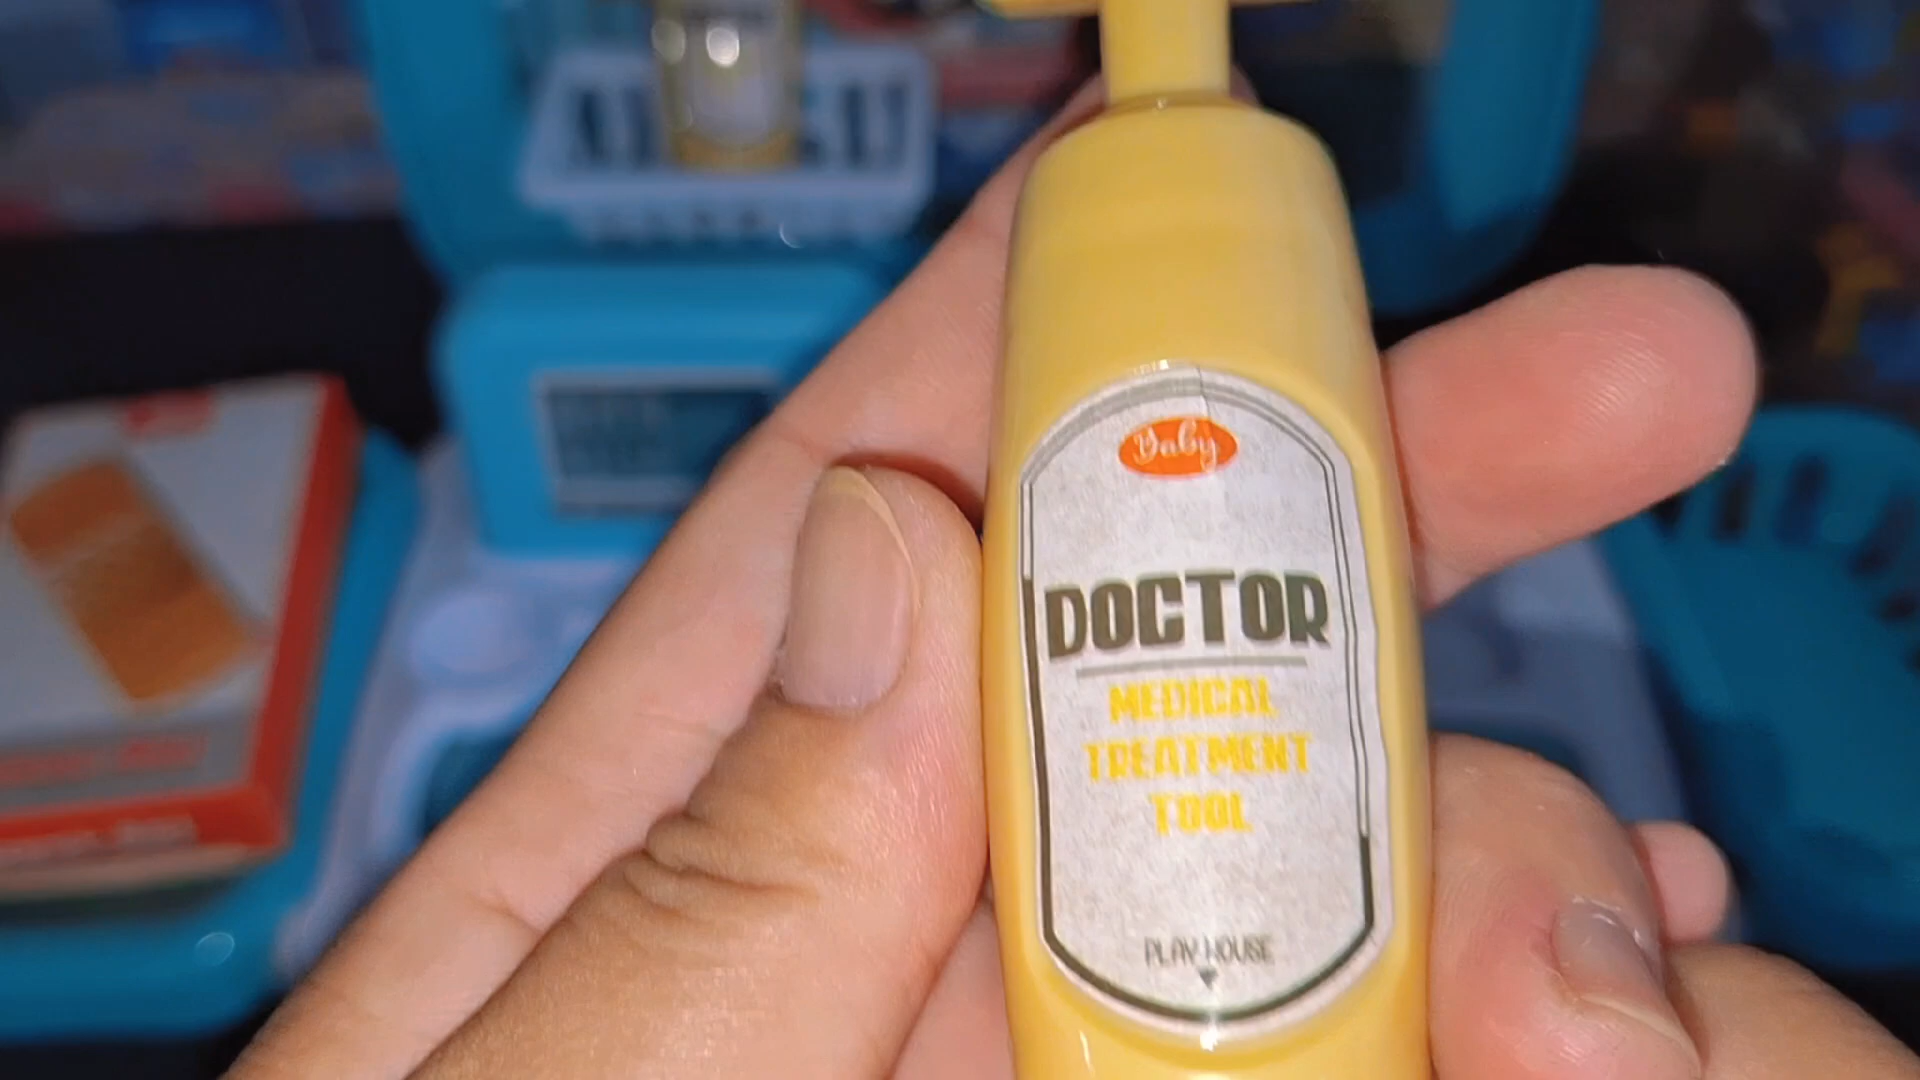 Baby
DOCTOR
MEDICAL
TREATMENT
TOOL
PLAY HOUSE